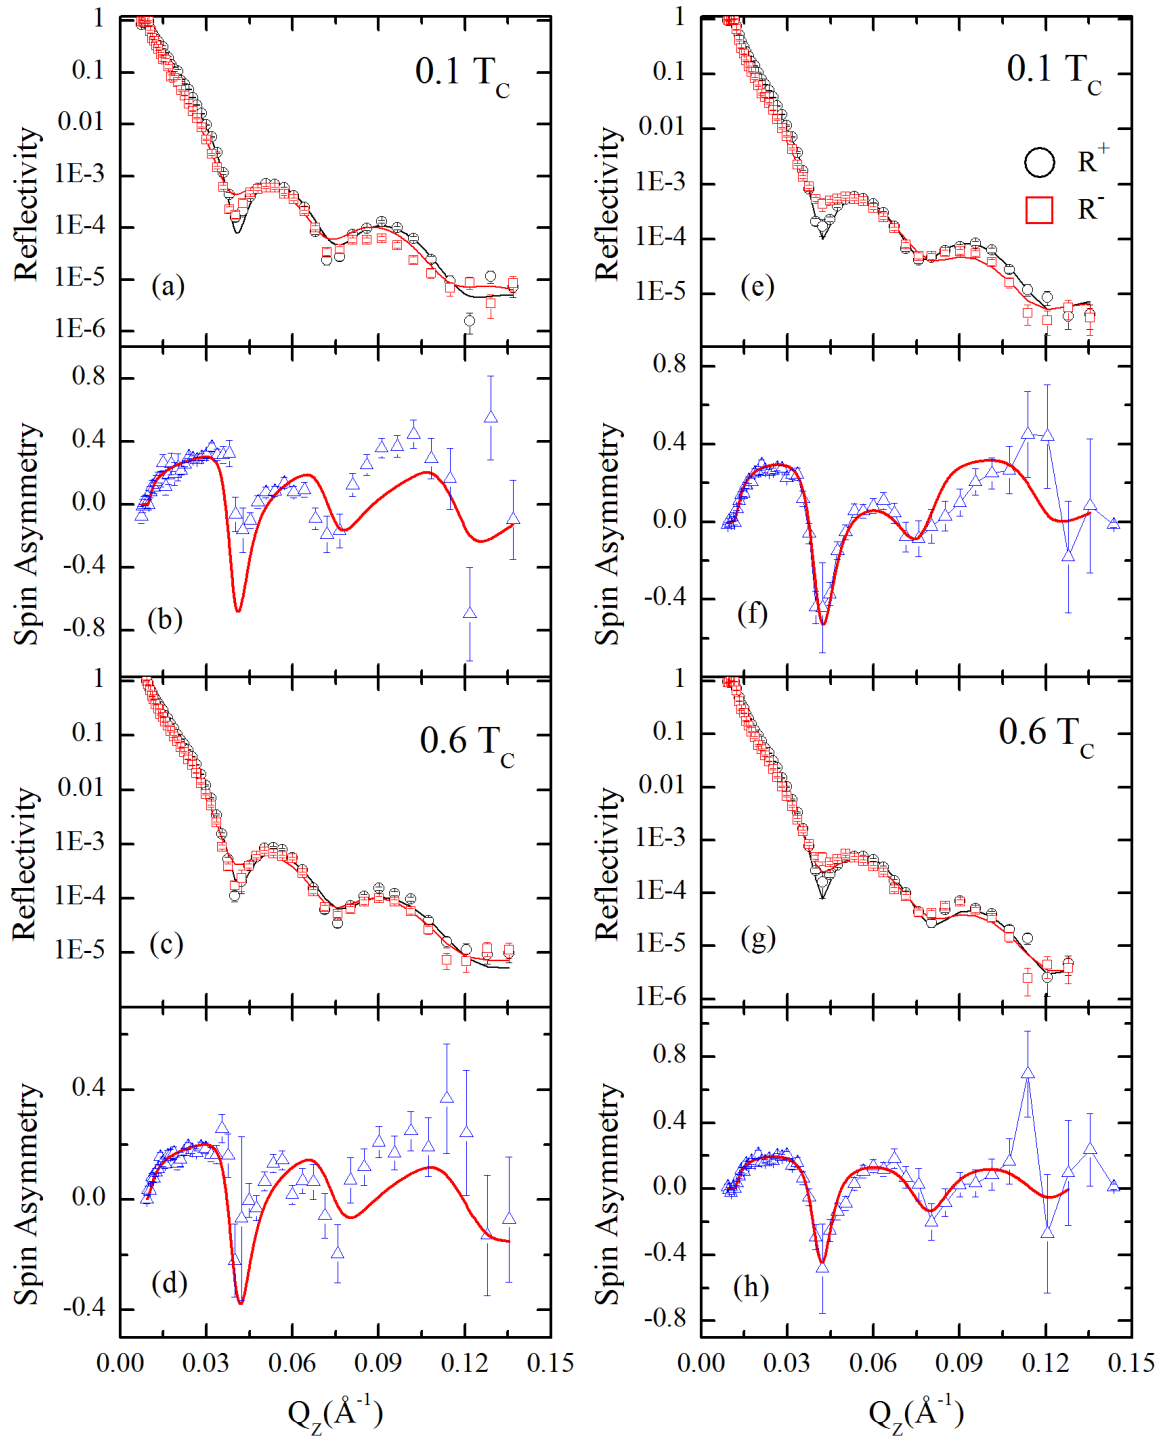 1
0.1
0.01
1E-3
1E-4
1E-5
1E-6
Reflectivity
0.1 T_C
(a)
0.8
0.4
0.0
-0.4
-0.8
Spin Asymmetry
(b)
1
0.1
0.01
1E-3
1E-4
1E-5
Reflectivity
0.6 T_C
(c)
0.4
0.0
-0.4
Spin Asymmetry
(d)
0.00 0.03 0.06 0.09 0.12 0.15
Q_Z(Å^-1)
1
0.1
0.01
1E-3
1E-4
1E-5
Reflectivity
0.1 T_C
R^+
R^-
(e)
0.8
0.4
0.0
-0.4
Spin Asymmetry
(f)
1
0.1
0.01
1E-3
1E-4
1E-5
1E-6
Reflectivity
0.6 T_C
(g)
0.8
0.4
0.0
-0.4
-0.8
Spin Asymmetry
(h)
0.00 0.03 0.06 0.09 0.12 0.15
Q_Z(Å^-1)